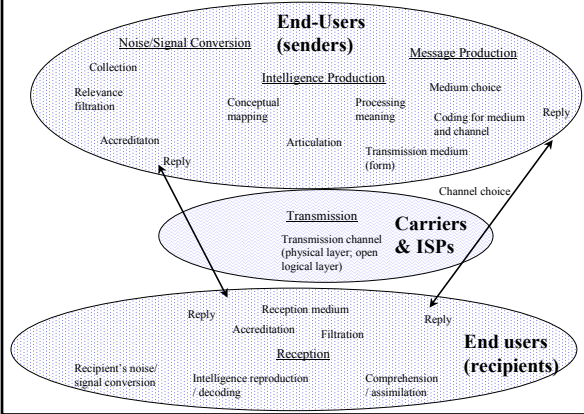 End-Users
(senders)
Noise/Signal Conversion
Collection
Relevance
filtration
Accreditaton
Reply
Intelligence Production
Conceptual
mapping
Processing
meaning
Articulation
Message Production
Medium choice
Coding for medium
and channel
Transmission medium
(form)
Reply
Channel choice
Transmission
Transmission channel
(physical layer; open
logical layer)
Carriers
& ISPs
Reply
Reception medium
Accreditation
Filtration
Reply
Reception
End users
(recipients)
Recipient's noise/
signal conversion
Intelligence reproduction
/ decoding
Comprehension
/ assimilation